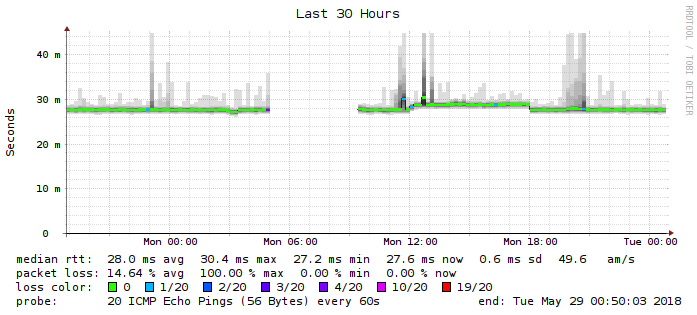 Last 30 Hours
RRDTOOL / TOBI OETIKER
Seconds
40 m
30 m
20 m
10 m
0
Mon 00:00 Mon 06:00 Mon 12:00 Mon 18:00 Tue 00:00
median rtt: 28.0 ms avg 30.4 ms max 27.2 ms min 27.6 ms now 0.6 ms sd 49.6 am/s
packet loss: 14.64 % avg 100.00 % max 0.00 % min 0.00 % now
loss color: 0 1/20 2/20 3/20 4/20 10/20 19/20
probe: 20 ICMP Echo Pings (56 Bytes) every 60s end: Tue May 29 00:50:03 2018